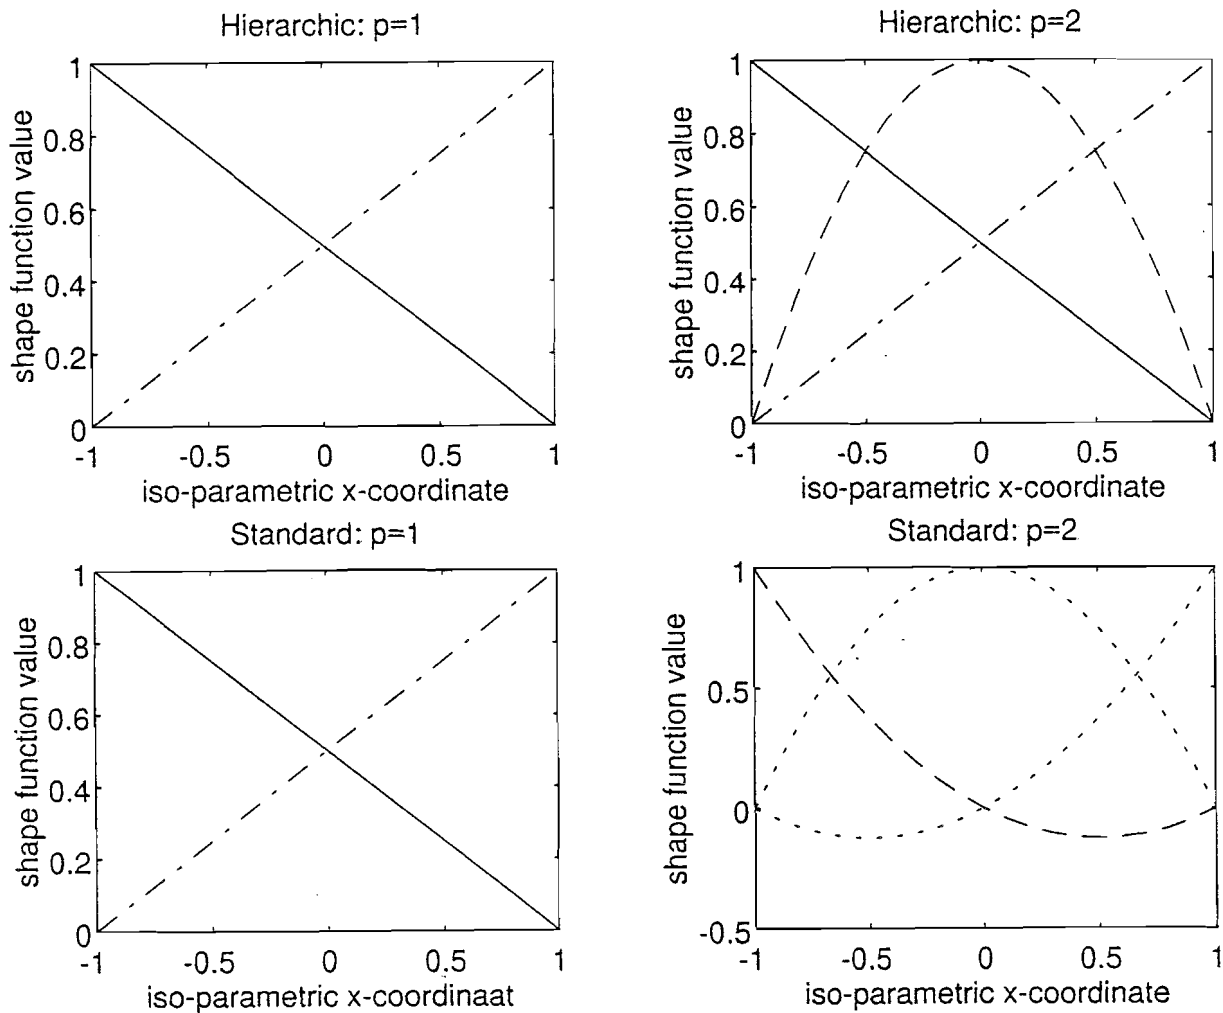 Hierarchic: p=1
1
0.8
0.6
0.4
0.2
0
-1 -0.5 0 0.5 1
shape function value
iso-parametric x-coordinate
Hierarchic: p=2
1
0.8
0.6
0.4
0.2
0
-1 -0.5 0 0.5 1
shape function value
iso-parametric x-coordinate
Standard: p=1
1
0.8
0.6
0.4
0.2
0
-1 -0.5 0 0.5 1
shape function value
iso-parametric x-coordinaat
Standard: p=2
1
0.5
0
-0.5
-1 -0.5 0 0.5 1
shape function value
iso-parametric x-coordinate